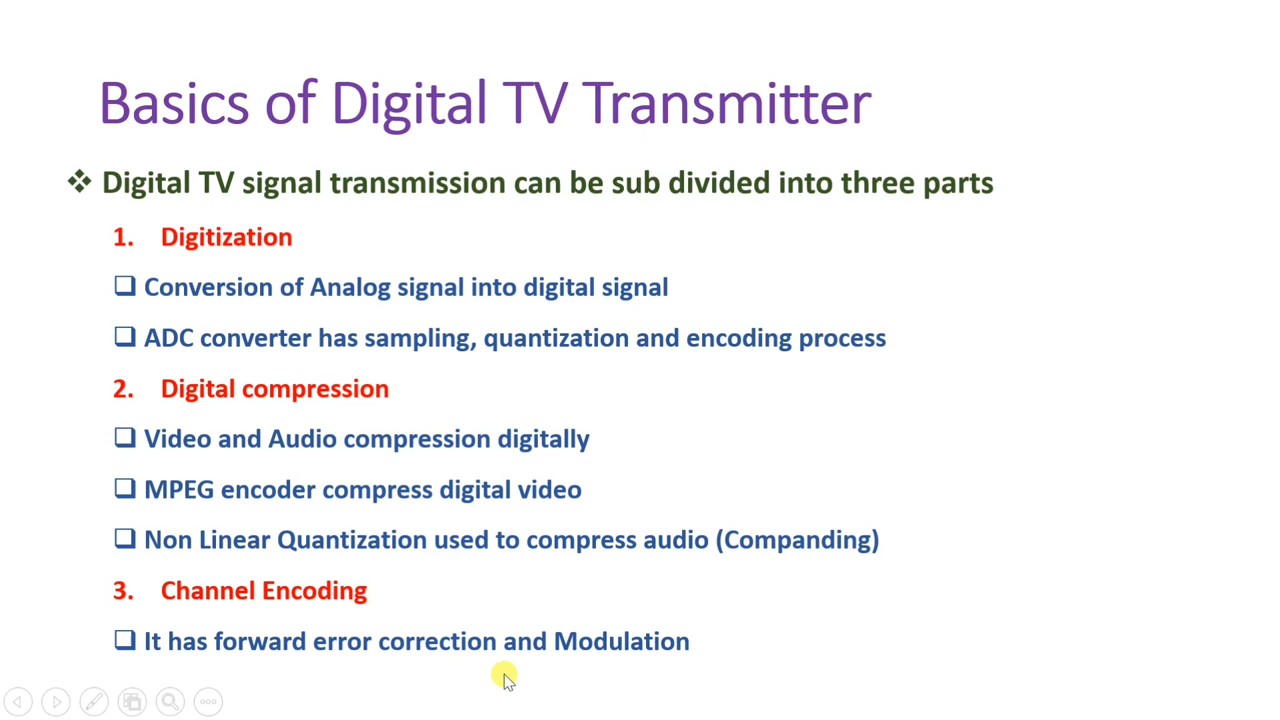 Basics of Digital TV Transmitter
❖ Digital TV signal transmission can be sub divided into three parts
1. Digitization
❑ Conversion of Analog signal into digital signal
❑ ADC converter has sampling, quantization and encoding process
2. Digital compression
❑ Video and Audio compression digitally
❑ MPEG encoder compress digital video
❑ Non Linear Quantization used to compress audio (Companding)
3. Channel Encoding
❑ It has forward error correction and Modulation